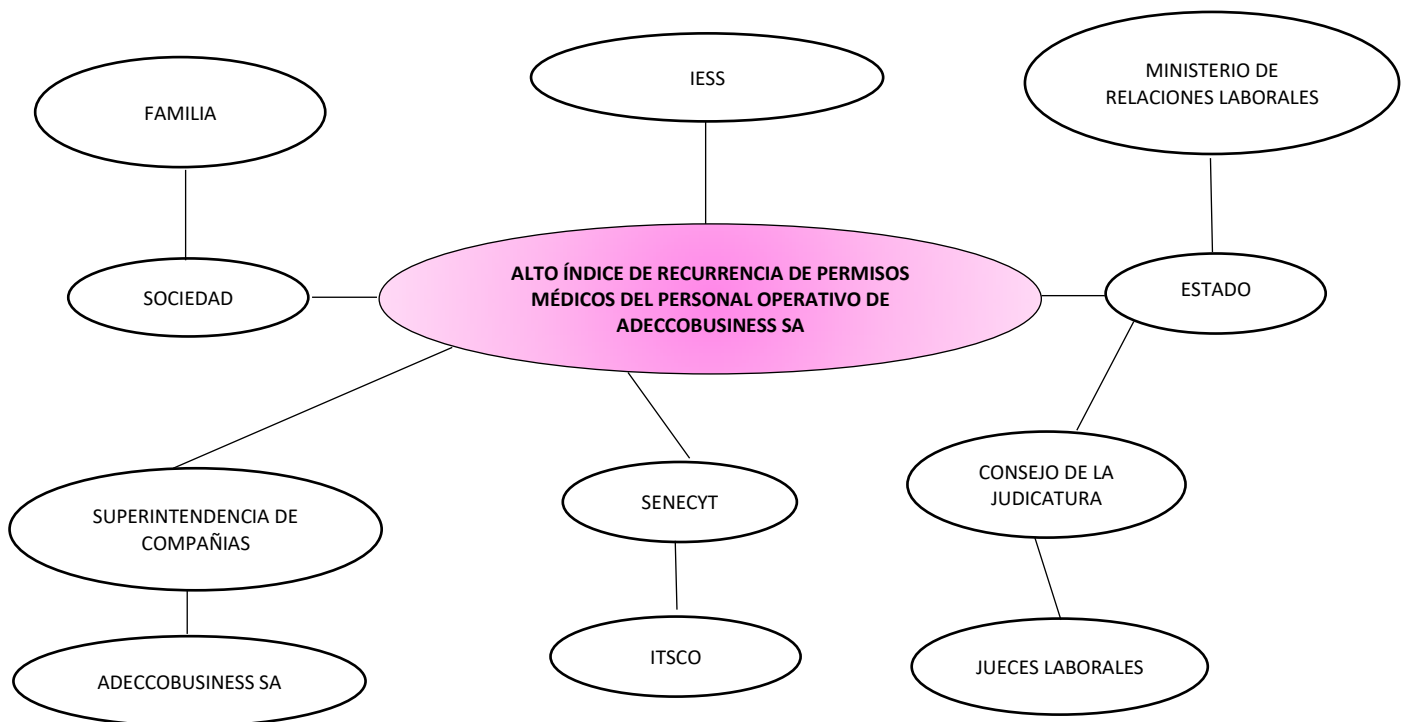 FAMILIA
IESS
MINISTERIO DE
RELACIONES LABORALES
SOCIEDAD
ALTO ÍNDICE DE RECURRENCIA DE PERMISOS
MÉDICOS DEL PERSONAL OPERATIVO DE
ADECCOBUSINESS SA
ESTADO
SUPERINTENDENCIA DE
COMPAÑIAS
SENECYT
CONSEJO DE LA
JUDICATURA
ADECCOBUSINESS SA
ITSCO
JUECES LABORALES